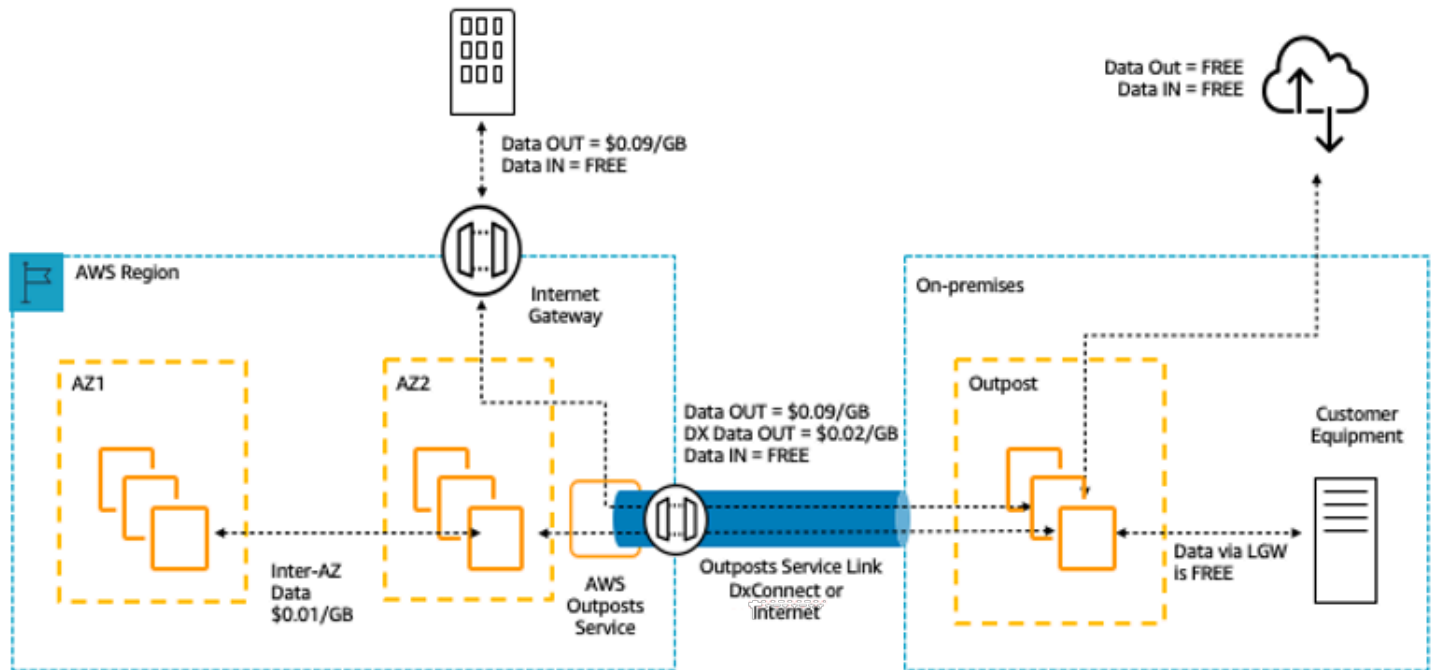 Data Out = FREE
Data IN = FREE
Data OUT = $0.09/GB
Data IN = FREE
AWS Region
Internet
Gateway
On-premises
AZ1
AZ2
Outpost
Data OUT = $0.09/GB
DX Data OUT = $0.02/GB
Data IN = FREE
Customer
Equipment
Inter-AZ
Data
$0.01/GB
AWS
Outposts
Service
Outposts Service Link
DxConnect or
Internet
Data via LGW
is FREE